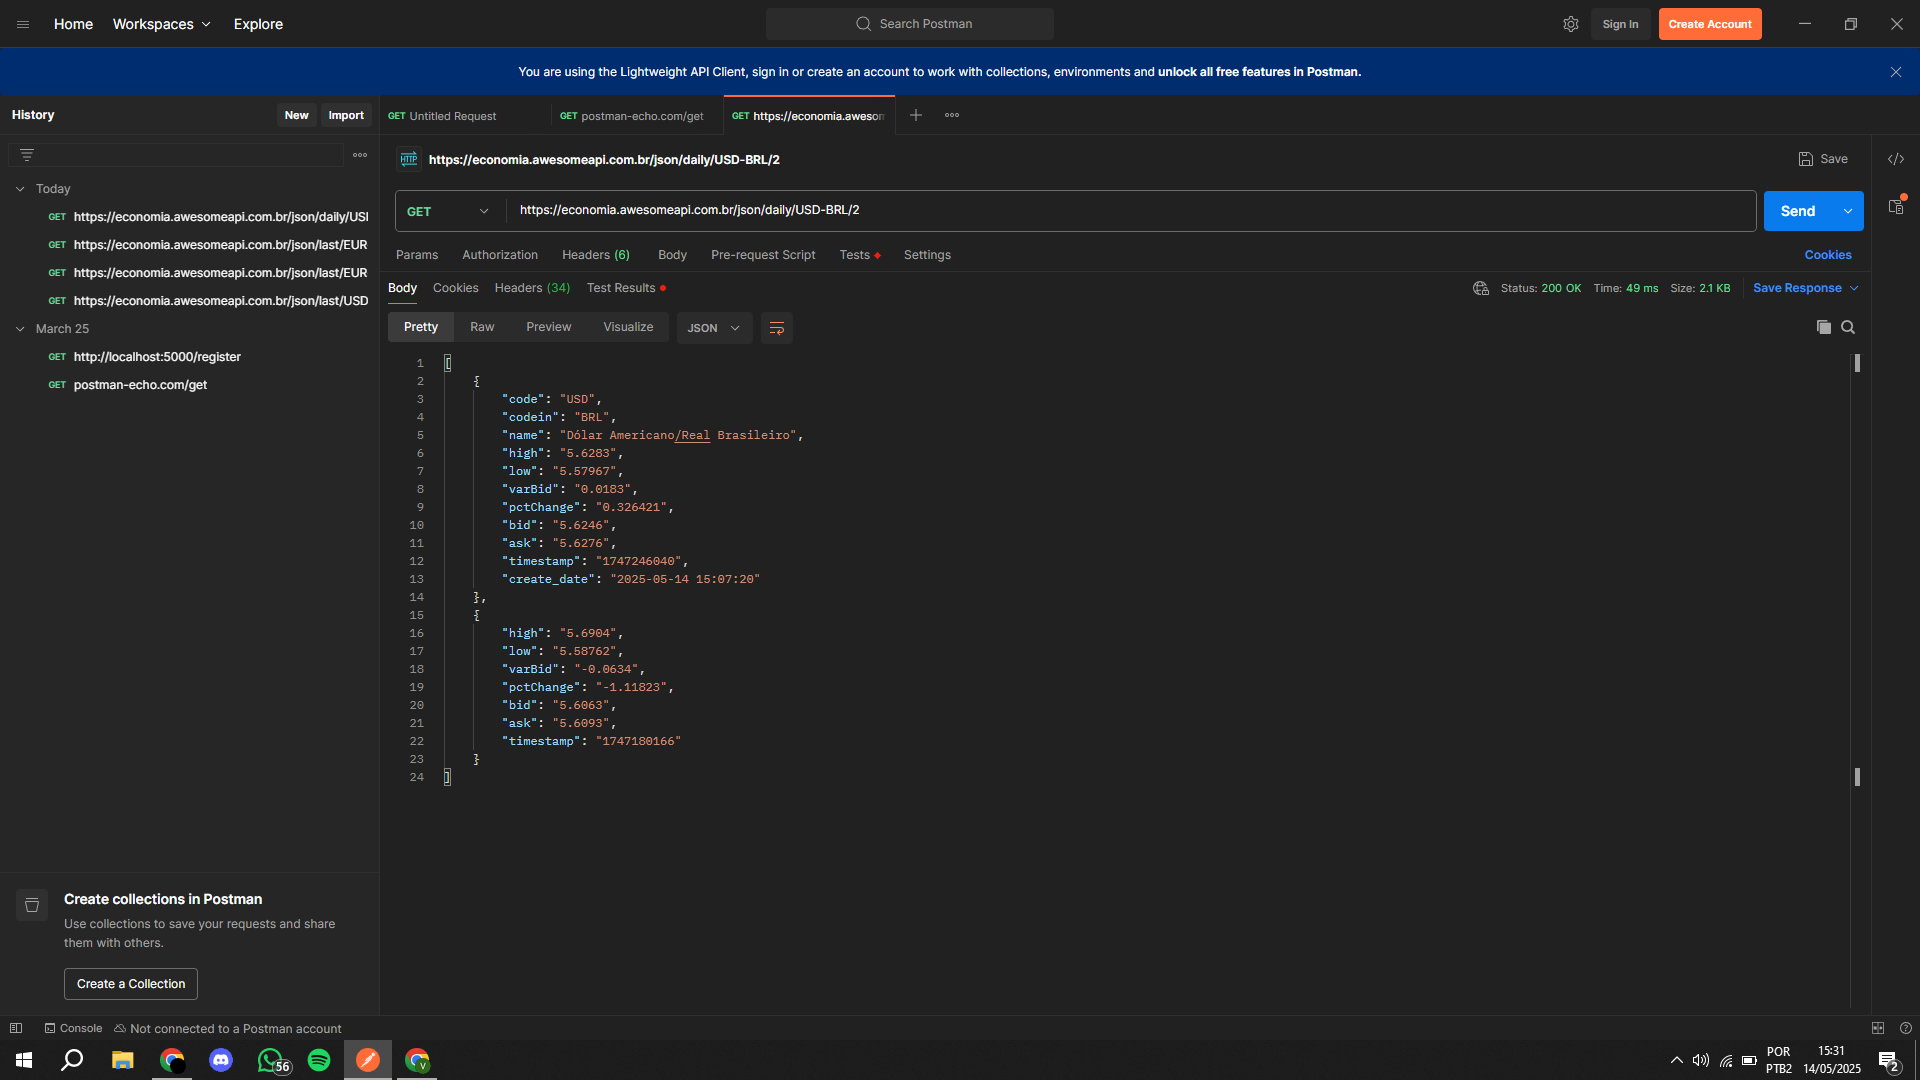 Home
Workspaces
Explore
Search Postman
Sign In
Create Account
You are using the Lightweight API Client, sign in or create an account to work with collections, environments and unlock all free features in Postman.
History
New
Import
GET Untitled Request
GET postman-echo.com/get
GET https://economia.awesom
Today
GET https://economia.awesomeapi.com.br/json/daily/USI
GET https://economia.awesomeapi.com.br/json/last/EUR
GET https://economia.awesomeapi.com.br/json/last/EUR
GET https://economia.awesomeapi.com.br/json/last/USD
March 25
GET http://localhost:5000/register
GET postman-echo.com/get
HTTP https://economia.awesomeapi.com.br/json/daily/USD-BRL/2
Save
GET
https://economia.awesomeapi.com.br/json/daily/USD-BRL/2
Send
Params
Authorization
Headers (6)
Body
Pre-request Script
Tests
Settings
Cookies
Body
Cookies
Headers (34)
Test Results
Status: 200 OK
Time: 49 ms
Size: 2.1 KB
Save Response
Pretty
Raw
Preview
Visualize
JSON
1 [
2 {
3 "code": "USD",
4 "codein": "BRL",
5 "name": "Dólar Americano/Real Brasileiro",
6 "high": "5.6283",
7 "low": "5.57967",
8 "varBid": "0.0183",
9 "pctChange": "0.326421",
10 "bid": "5.6246",
11 "ask": "5.6276",
12 "timestamp": "1747246040",
13 "create_date": "2025-05-14 15:07:20"
14 },
15 {
16 "high": "5.6904",
17 "low": "5.58762",
18 "varBid": "-0.0634",
19 "pctChange": "-1.11823",
20 "bid": "5.6063",
21 "ask": "5.6093",
22 "timestamp": "1747180166"
23 }
24 ]
Create collections in Postman
Use collections to save your requests and share
them with others.
Create a Collection
Console
Not connected to a Postman account
56
V
POR
PTB2
15:31
14/05/2025
2